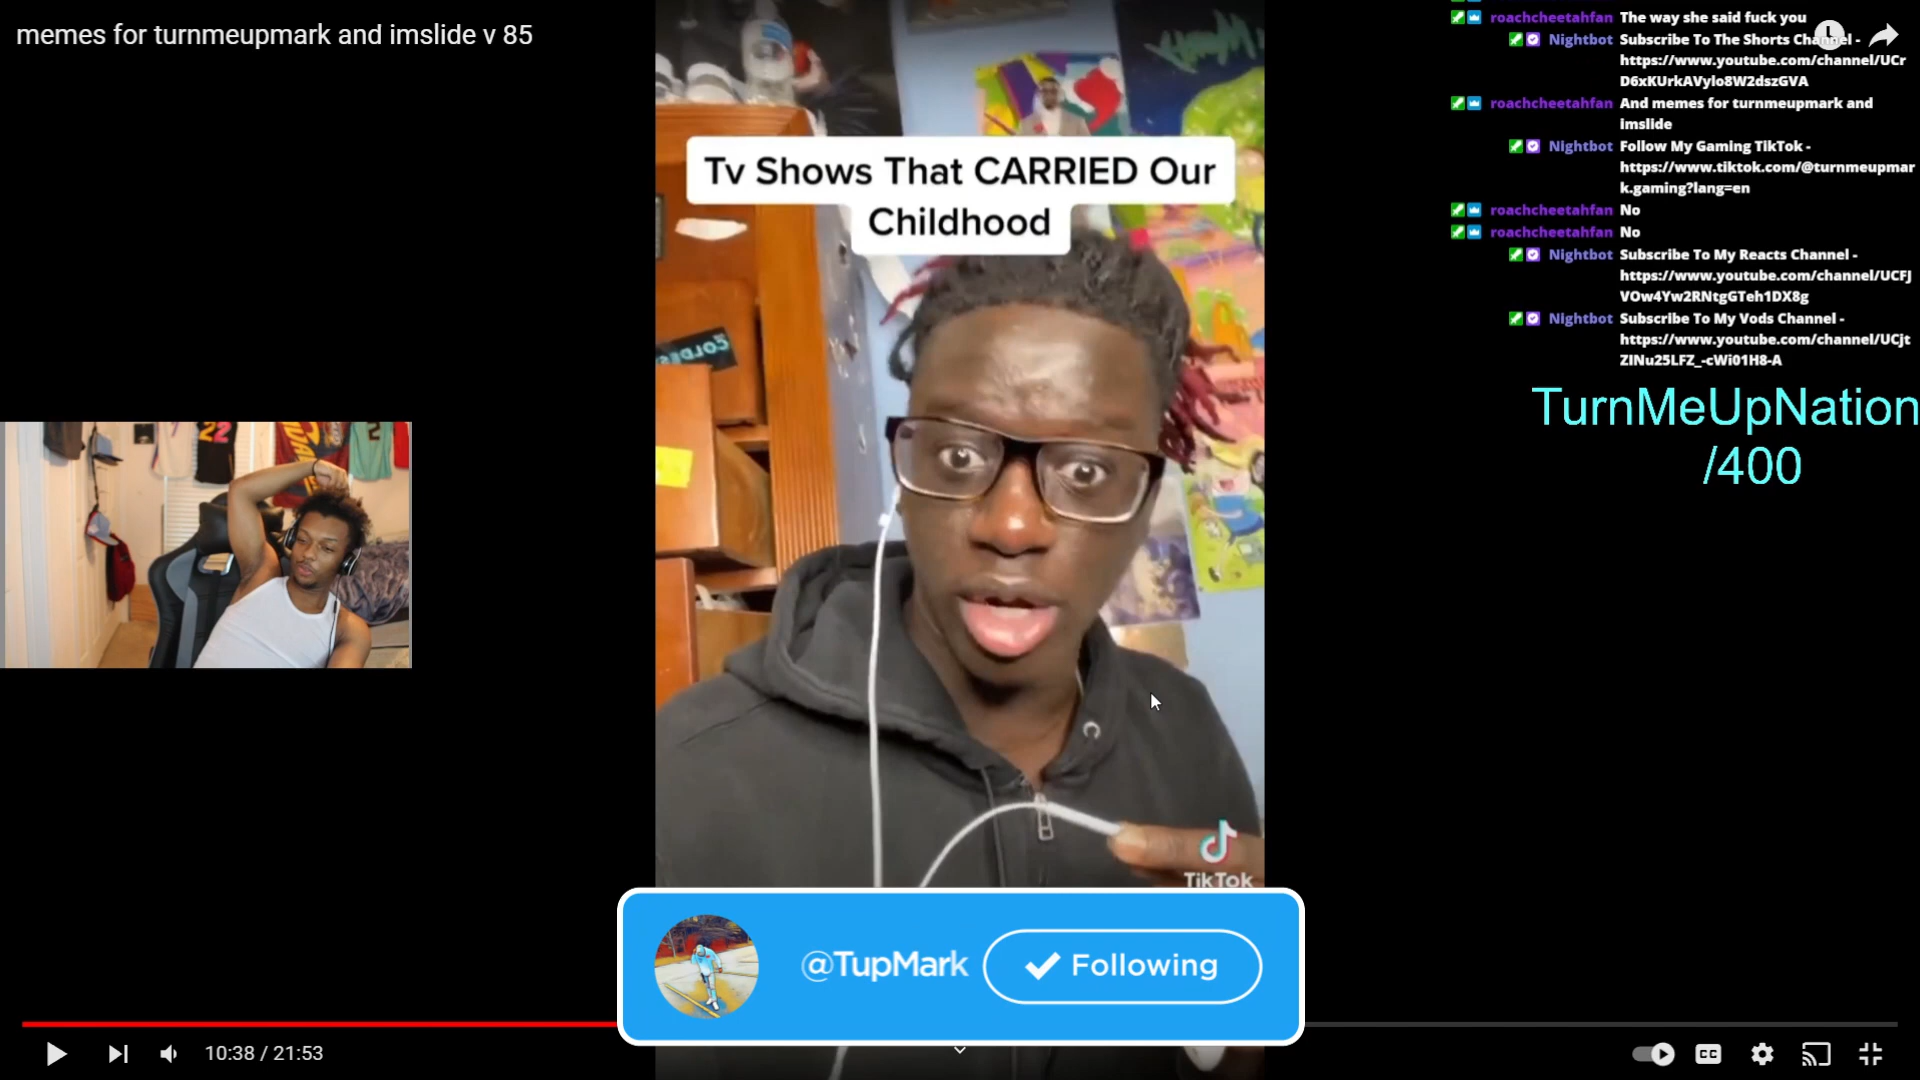 memes for turnmeupmark and imslide v 85
roachcheetahfan The way she said fuck you
Nightbot Subscribe To The Shorts Channel -
https://www.youtube.com/channel/UCr
D6xKUrkAVylo8W2dszGVA
roachcheetahfan And memes for turnmeupmark and
imslide
Nightbot Follow My Gaming TikTok -
https://www.tiktok.com/@turnmeupmar
k.gaming?lang=en
roachcheetahfan No
roachcheetahfan No
Nightbot Subscribe To My Reacts Channel -
https://www.youtube.com/channel/UCFJ
VOw4Yw2RNtgGTeh1DX8g
Nightbot Subscribe To My Vods Channel -
https://www.youtube.com/channel/UCjt
ZINu25LFZ_-cWi01H8-A
TurnMeUpNation
/400
Tv Shows That CARRIED Our
Childhood
22
2
TikTok
@TupMark
Following
10:38 / 21:53
CC